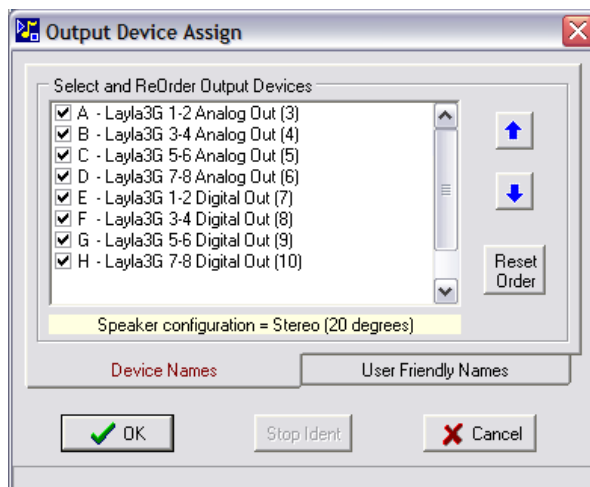 Output Device Assign
Select and ReOrder Output Devices
A - Layla3G 1-2 Analog Out (3)
B - Layla3G 3-4 Analog Out (4)
C - Layla3G 5-6 Analog Out (5)
D - Layla3G 7-8 Analog Out (6)
E - Layla3G 1-2 Digital Out (7)
F - Layla3G 3-4 Digital Out (8)
G - Layla3G 5-6 Digital Out (9)
H - Layla3G 7-8 Digital Out (10)
Reset
Order
Speaker configuration = Stereo (20 degrees)
Device Names
User Friendly Names
OK
Stop Ident
Cancel